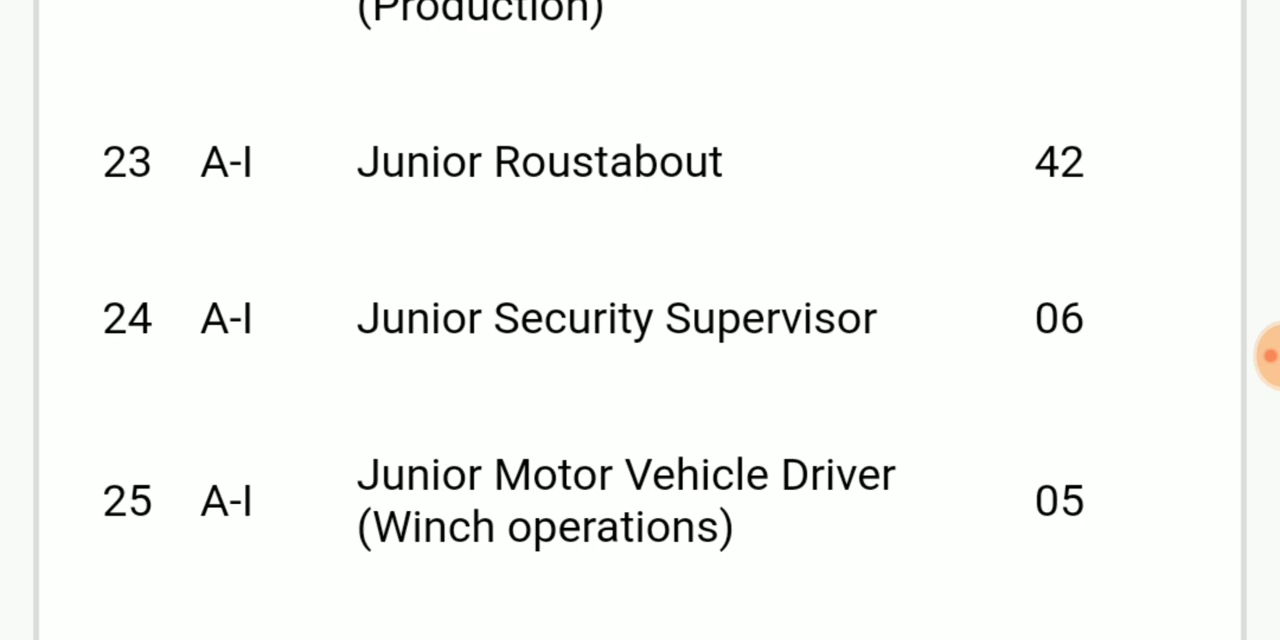 (Production)
23 A-I Junior Roustabout 42
24 A-I Junior Security Supervisor 06
Junior Motor Vehicle Driver
25 A-I 05
(Winch operations)